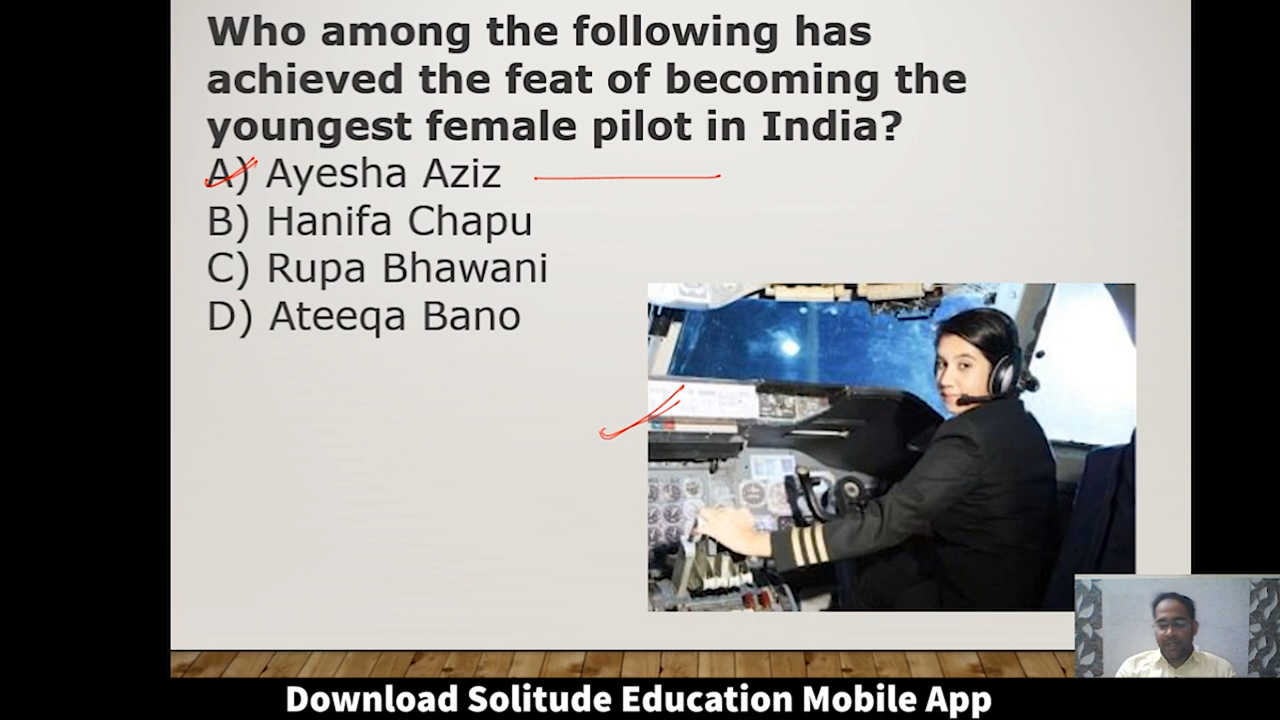 Who among the following has
achieved the feat of becoming the
youngest female pilot in India?
A) Ayesha Aziz
B) Hanifa Chapu
C) Rupa Bhawani
D) Ateeqa Bano
Download Solitude Education Mobile App